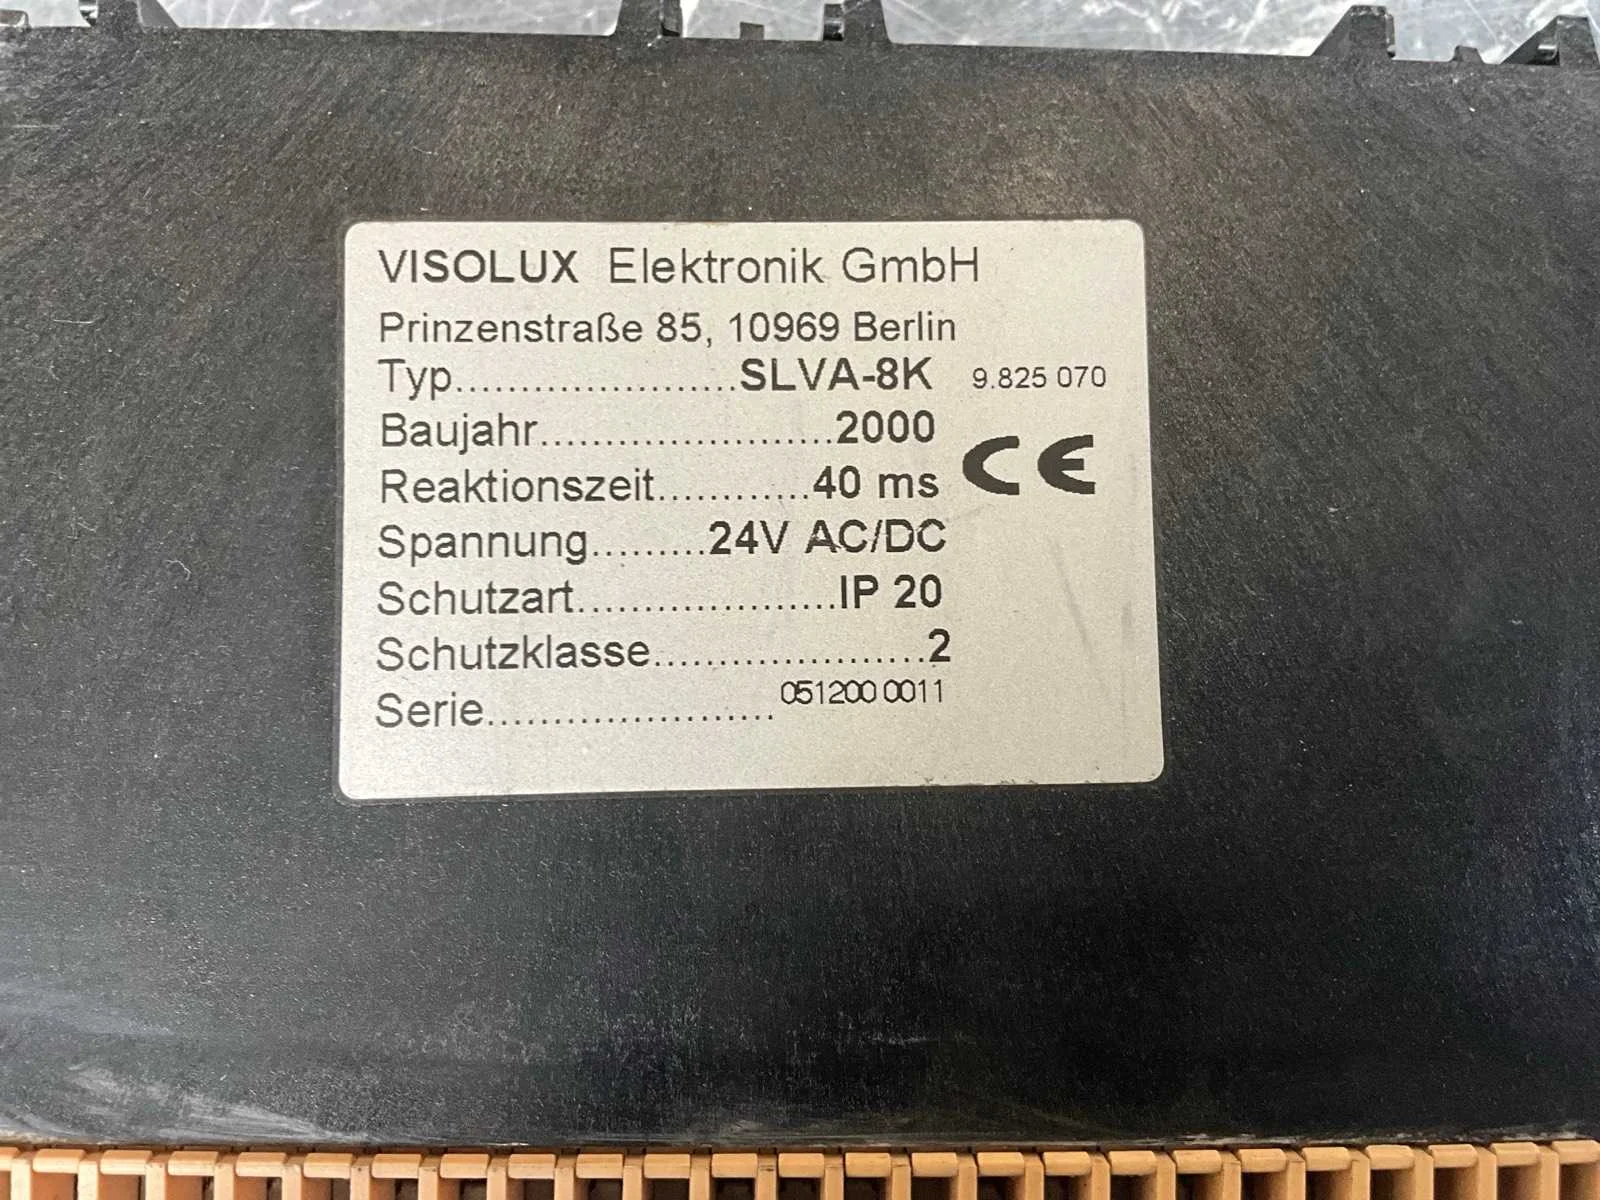 VISOLUX Elektronik GmbH
Prinzenstraße 85, 10969 Berlin
Typ.....................SLVA-8K 9.825 070
Baujahr......................2000
Reaktionszeit............40 ms CE
Spannung.........24V AC/DC
Schutzart....................IP 20
Schutzklasse.....................2
Serie...................... 051200 0011